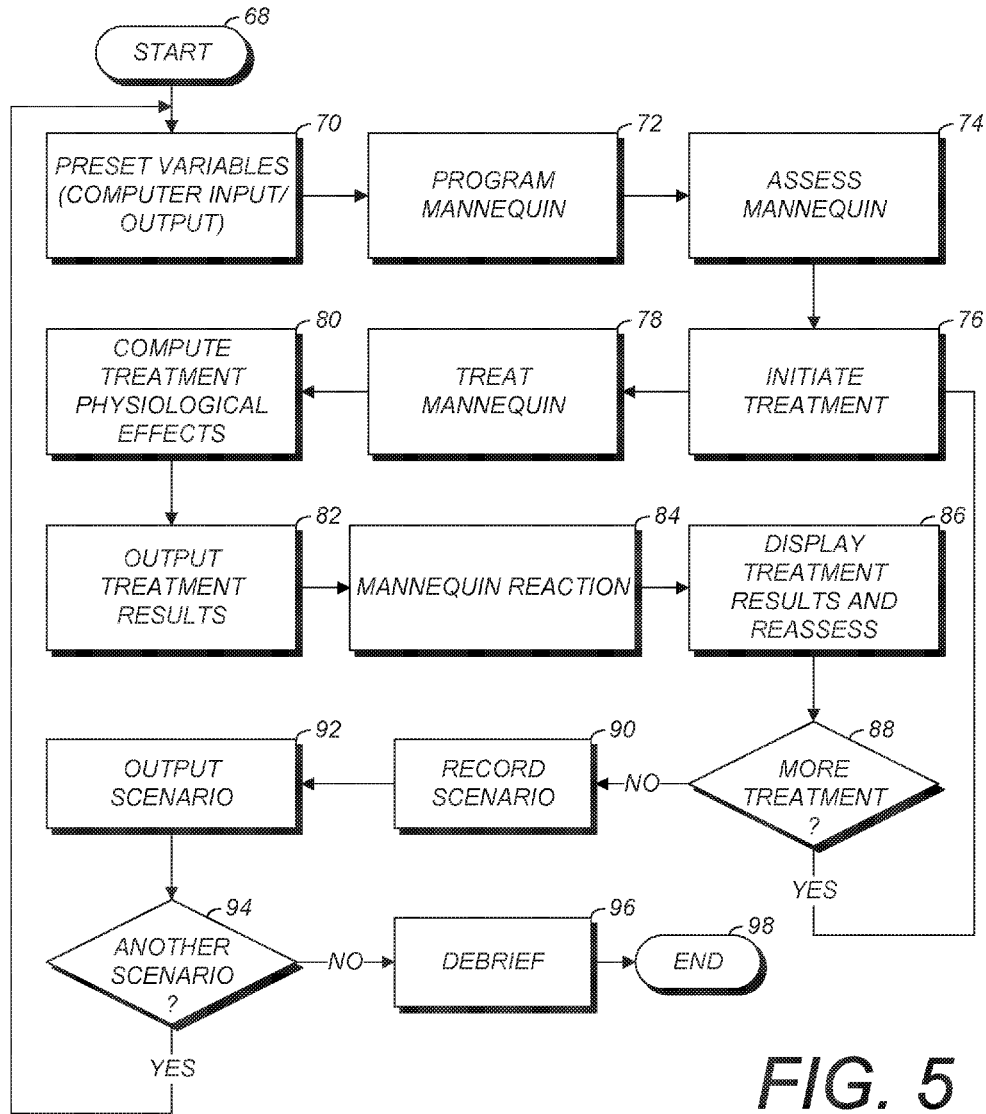 68
START
70
PRESET VARIABLES
(COMPUTER INPUT/
OUTPUT)
72
PROGRAM
MANNEQUIN
74
ASSESS
MANNEQUIN
80
COMPUTE
TREATMENT
PHYSIOLOGICAL
EFFECTS
78
TREAT
MANNEQUIN
76
INITIATE
TREATMENT
82
OUTPUT
TREATMENT
RESULTS
84
MANNEQUIN REACTION
86
DISPLAY
TREATMENT
RESULTS AND
REASSESS
92
OUTPUT
SCENARIO
90
RECORD
SCENARIO
NO
88
MORE
TREATMENT
?
YES
94
ANOTHER
SCENARIO
?
NO
YES
96
DEBRIEF
98
END
FIG. 5